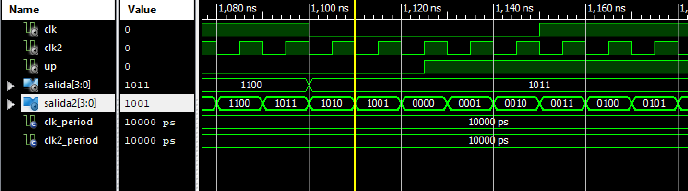 Name Value 1,080 ns 1,100 ns 1,120 ns 1,140 ns 1,160 ns
clk 0
clk2 0
up 0
salida[3:0] 1011 1100 1011
salida2[3:0] 1001 1100 1011 1010 1001 0000 0001 0010 0011 0100 0101
clk_period 10000 ps 10000 ps
clk2_period 10000 ps 10000 ps